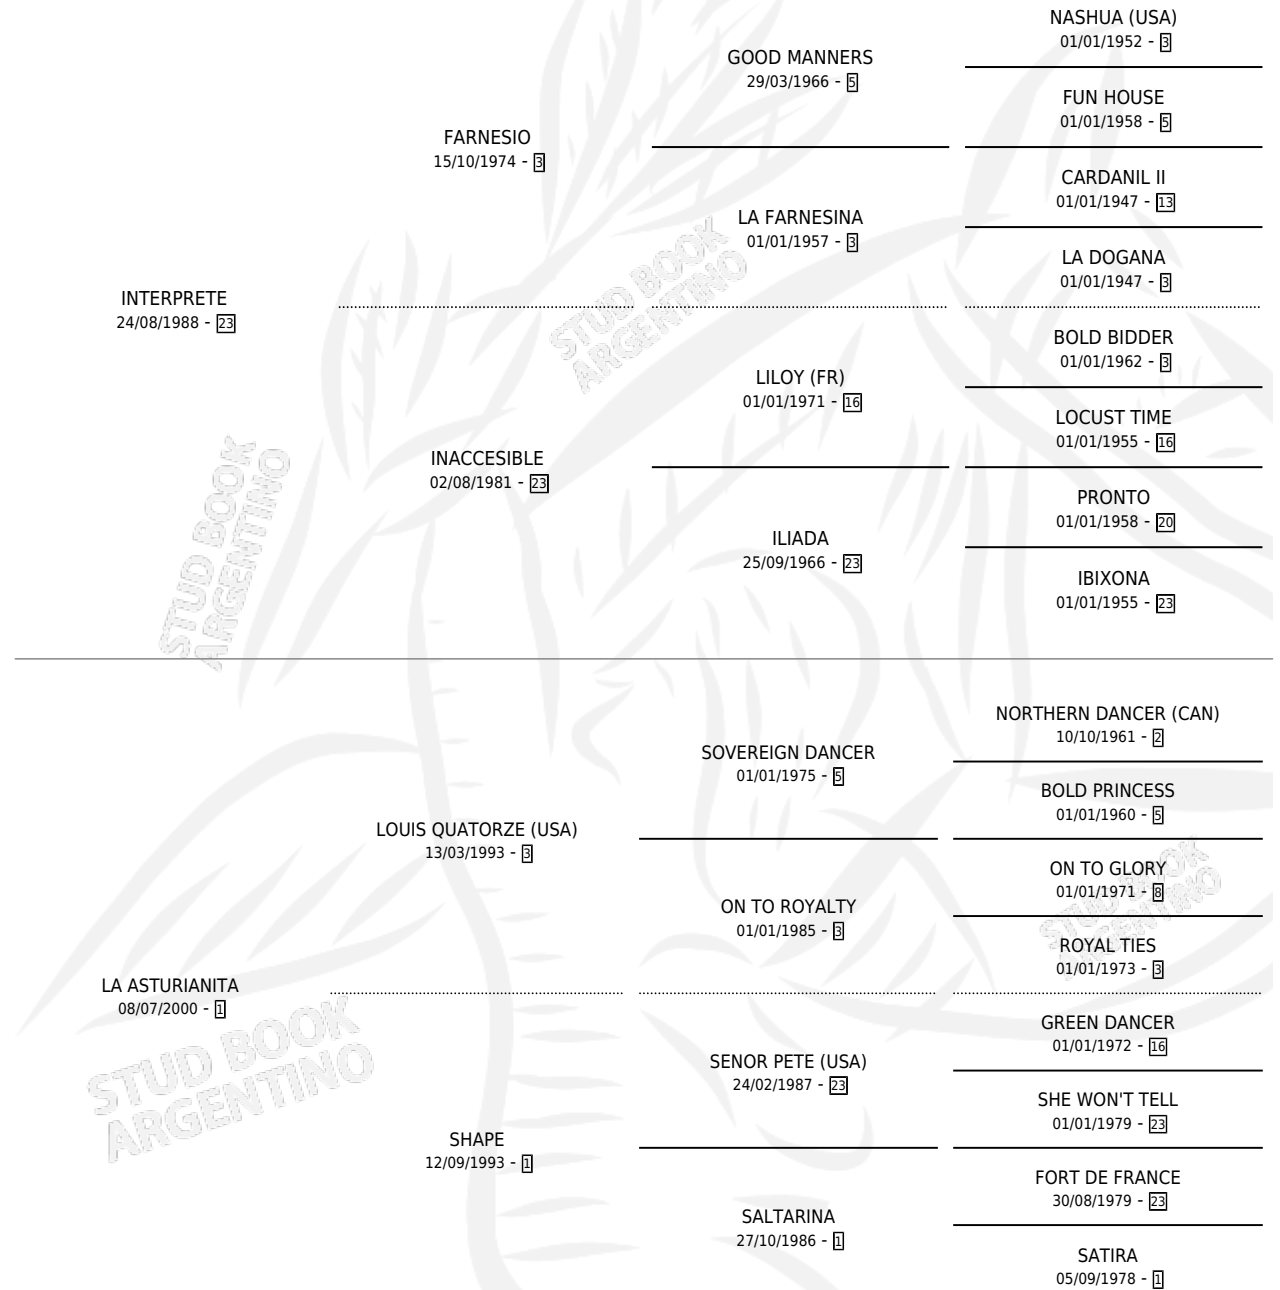 NASHUA (USA)
01/01/1952 - 3
GOOD MANNERS
29/03/1966 - 5
FUN HOUSE
01/01/1958 - 5
FARNESIO
15/10/1974 - 3
CARDANIL II
01/01/1947 - 13
LA FARNESINA
01/01/1957 - 3
LA DOGANA
01/01/1947 - 3
INTERPRETE
24/08/1988 - 23
BOLD BIDDER
01/01/1962 - 3
LILOY (FR)
01/01/1971 - 16
LOCUST TIME
01/01/1955 - 16
INACCESIBLE
02/08/1981 - 23
PRONTO
01/01/1958 - 20
ILIADA
25/09/1966 - 23
IBIXONA
01/01/1955 - 23
STUD BOOK
ARGENTINO
STUD BOOK
ARGENTINO
NORTHERN DANCER (CAN)
10/10/1961 - 2
SOVEREIGN DANCER
01/01/1975 - 5
BOLD PRINCESS
01/01/1960 - 5
LOUIS QUATORZE (USA)
13/03/1993 - 3
ON TO GLORY
01/01/1971 - 8
ON TO ROYALTY
01/01/1985 - 3
ROYAL TIES
01/01/1973 - 3
LA ASTURIANITA
08/07/2000 - 1
GREEN DANCER
01/01/1972 - 16
SENOR PETE (USA)
24/02/1987 - 23
SHE WON'T TELL
01/01/1979 - 23
SHAPE
12/09/1993 - 1
FORT DE FRANCE
30/08/1979 - 23
SALTARINA
27/10/1986 - 1
SATIRA
05/09/1978 - 1
STUD BOOK
ARGENTINO
STUD BOOK
ARGENTINO